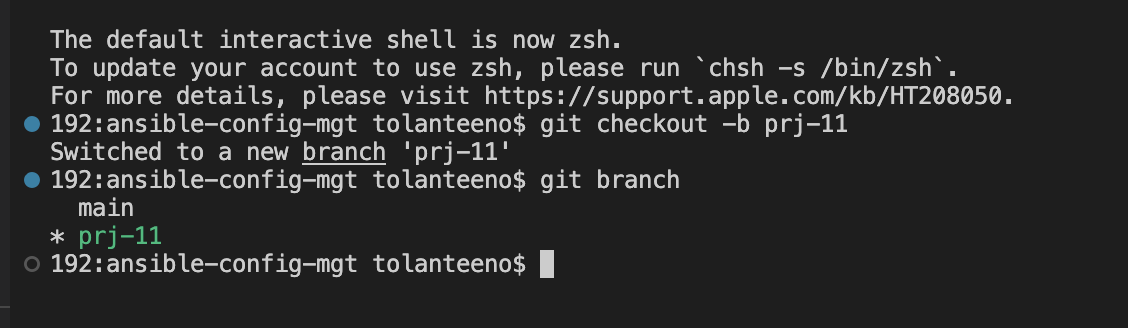 The default interactive shell is now zsh.
To update your account to use zsh, please run `chsh -s /bin/zsh`.
For more details, please visit https://support.apple.com/kb/HT208050.
192:ansible-config-mgt tolanteeno$ git checkout -b prj-11
Switched to a new branch 'prj-11'
192:ansible-config-mgt tolanteeno$ git branch
  main
* prj-11
192:ansible-config-mgt tolanteeno$